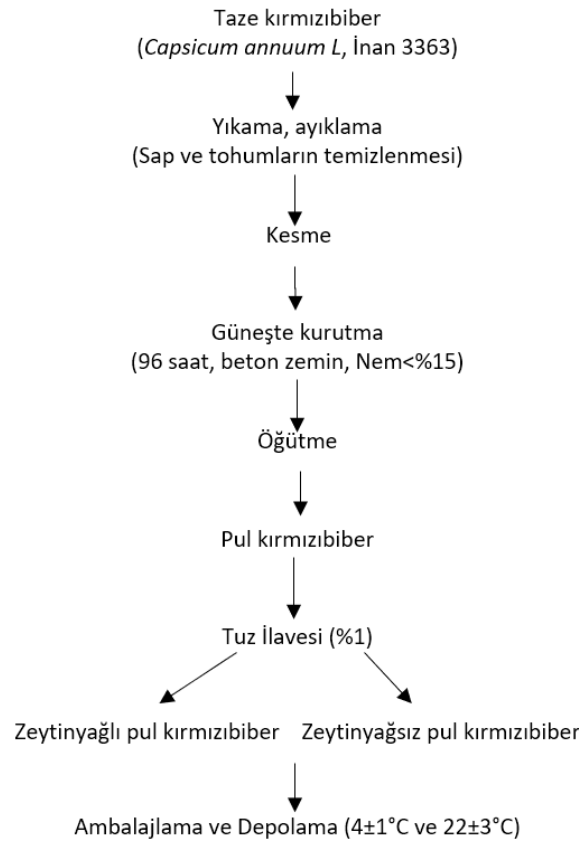 Taze kırmızıbiber
(Capsicum annuum L, İnan 3363)
Yıkama, ayıklama
(Sap ve tohumların temizlenmesi)
Kesme
Güneşte kurutma
(96 saat, beton zemin, Nem<%15)
Öğütme
Pul kırmızıbiber
Tuz İlavesi (%1)
Zeytinyağlı pul kırmızıbiber Zeytinyağsız pul kırmızıbiber
Ambalajlama ve Depolama (4±1°C ve 22±3°C)